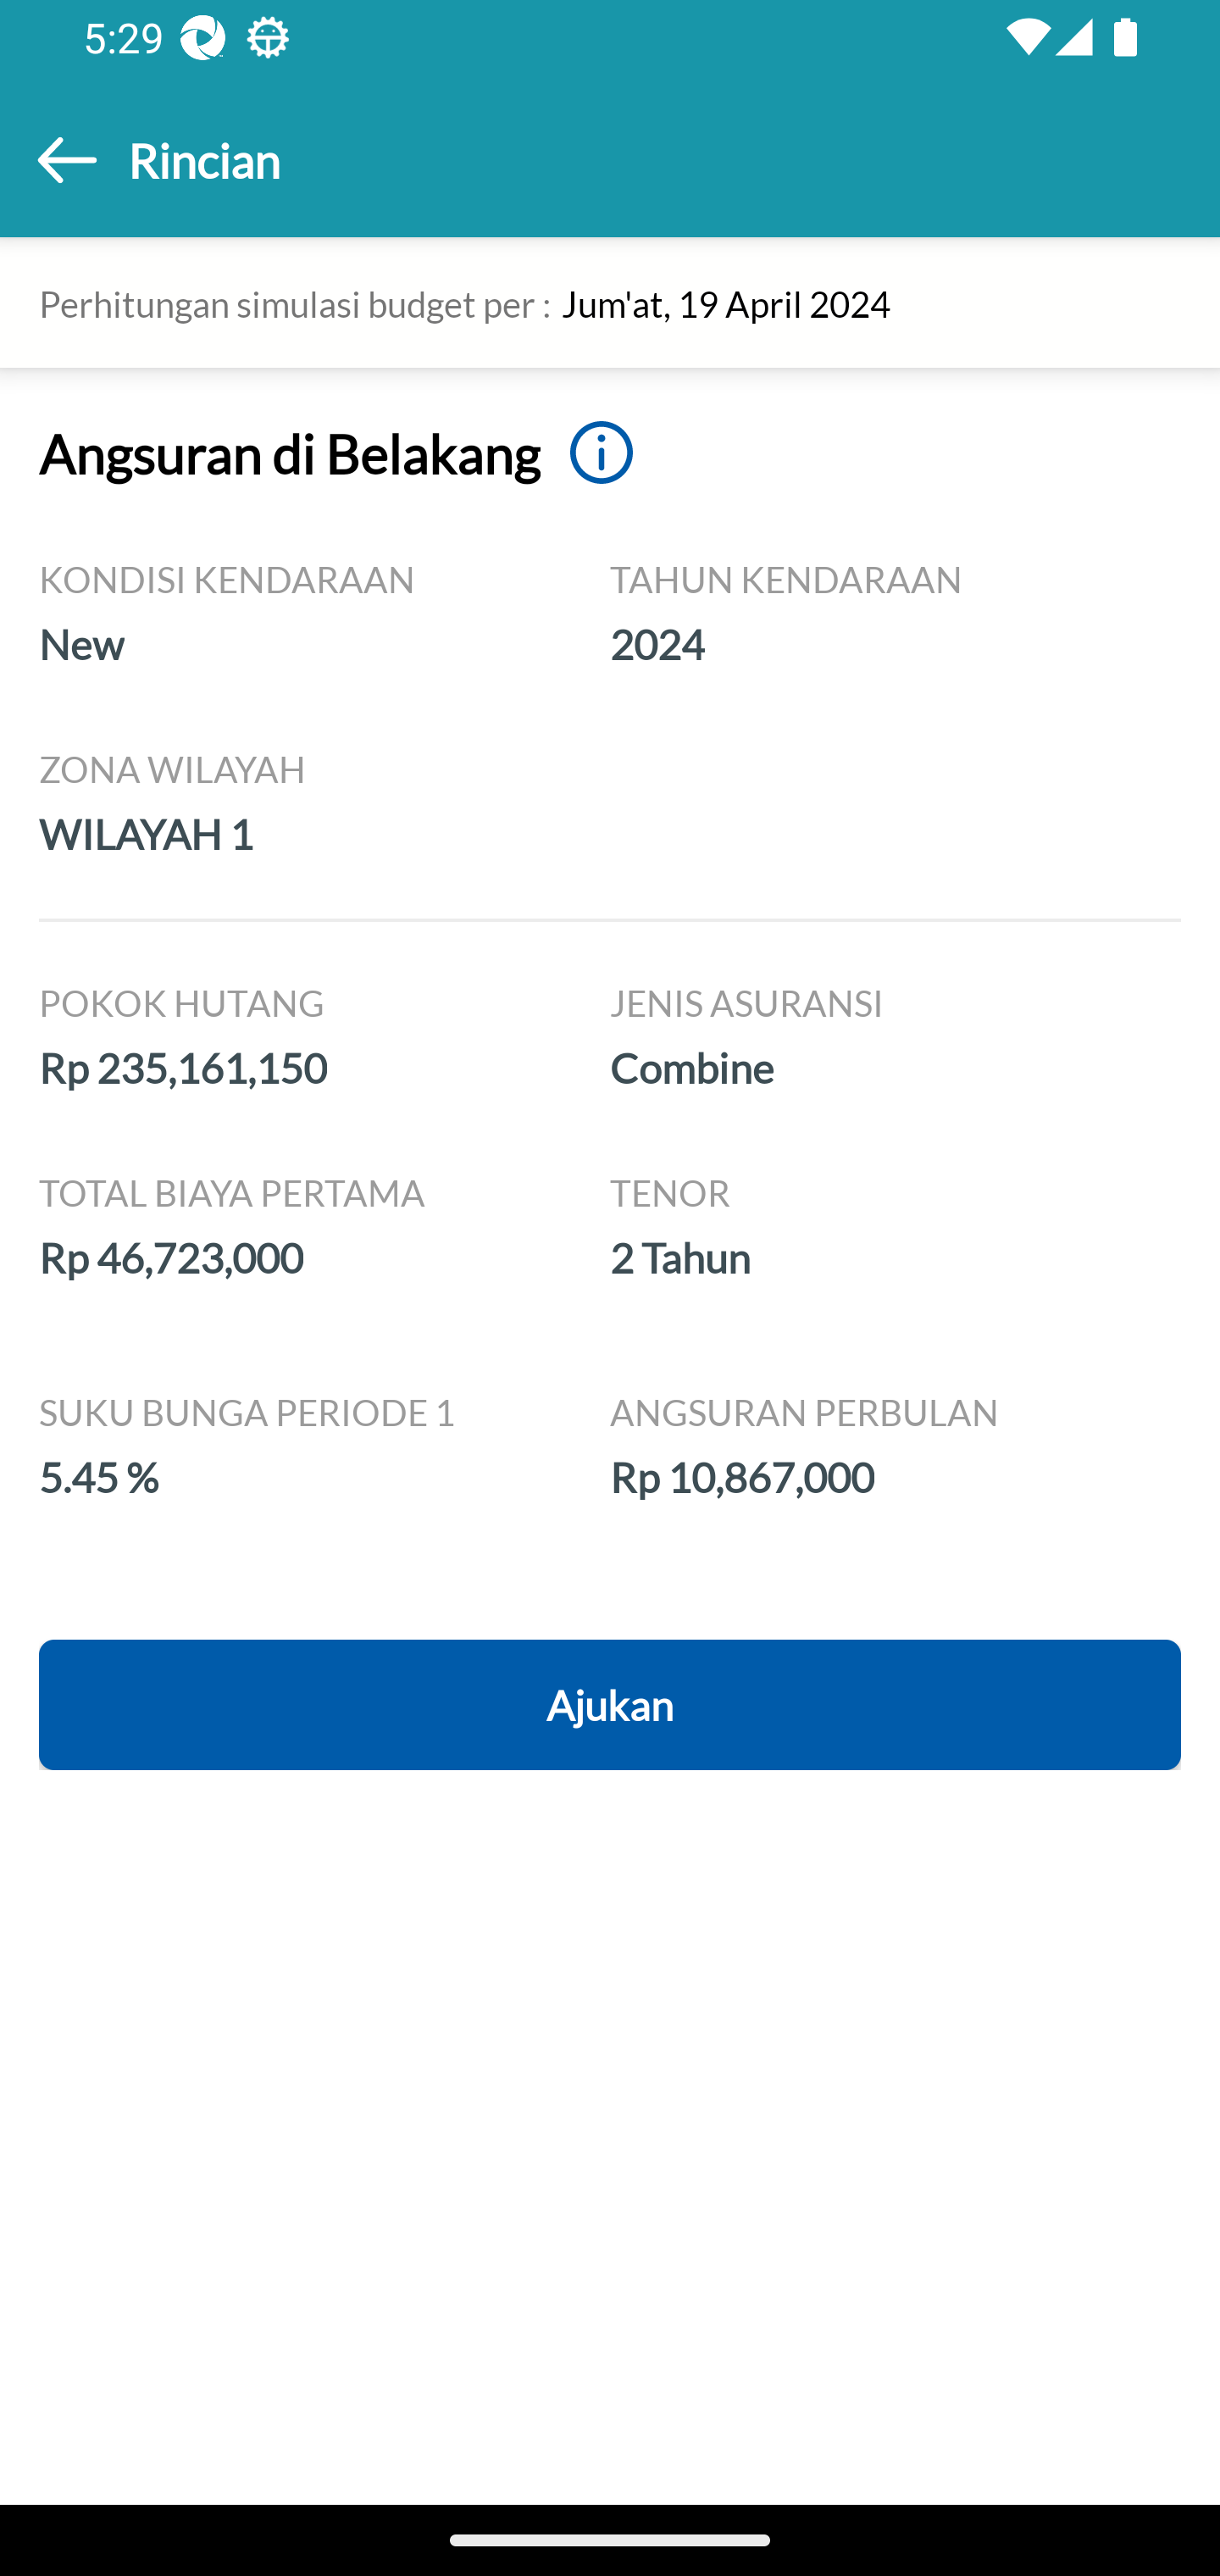 5:29
Rincian
Perhitungan simulasi budget per : Jum'at, 19 April 2024
Angsuran di Belakang
KONDISI KENDARAAN TAHUN KENDARAAN
New 2024
ZONA WILAYAH
WILAYAH 1
POKOK HUTANG JENIS ASURANSI
Rp 235,161,150 Combine
TOTAL BIAYA PERTAMA TENOR
Rp 46,723,000 2 Tahun
SUKU BUNGA PERIODE 1 ANGSURAN PERBULAN
5.45 % Rp 10,867,000
Ajukan